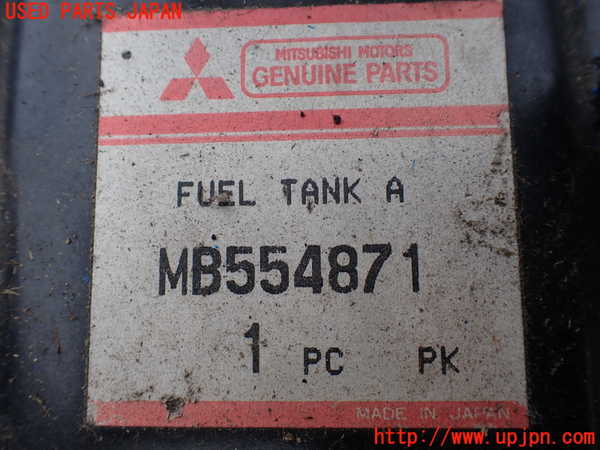 USED PARTS JAPAN
MITSUBISHI MOTORS
GENUINE PARTS
FUEL TANK A
MB554871
1 PC PK
MADE IN JAPAN
http://www.upjpn.com